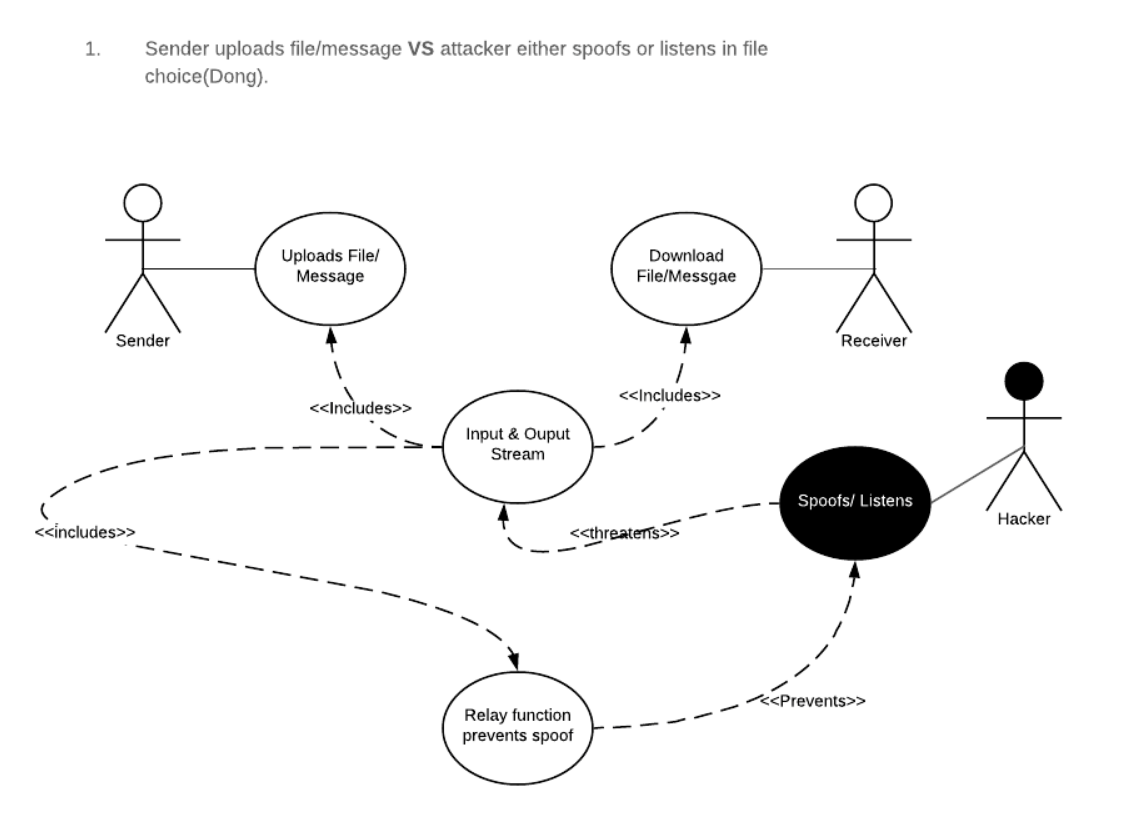 1. Sender uploads file/message VS attacker either spoofs or listens in file
choice(Dong).
Uploads File/
Message
Download
File/Messgae
Sender
Receiver
<<Includes>>
<<Includes>>
Input & Ouput
Stream
Spoofs/ Listens
Hacker
<<includes>>
<<threatens>>
Relay function
prevents spoof
<<Prevents>>